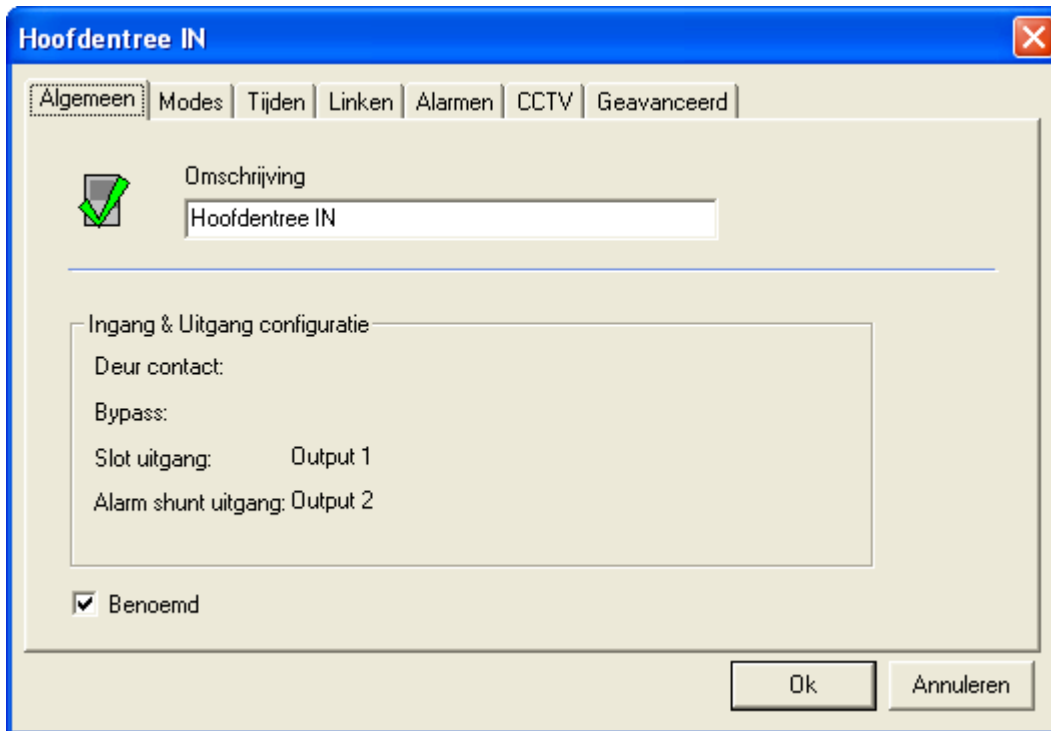 Hoofdentree IN
Algemeen Modes Tijden Linken Alarmen CCTV Geavanceerd
Omschrijving
Hoofdentree IN
Ingang & Uitgang configuratie
Deur contact:
Bypass:
Slot uitgang: Output 1
Alarm shunt uitgang: Output 2
Benoemd
Ok Annuleren